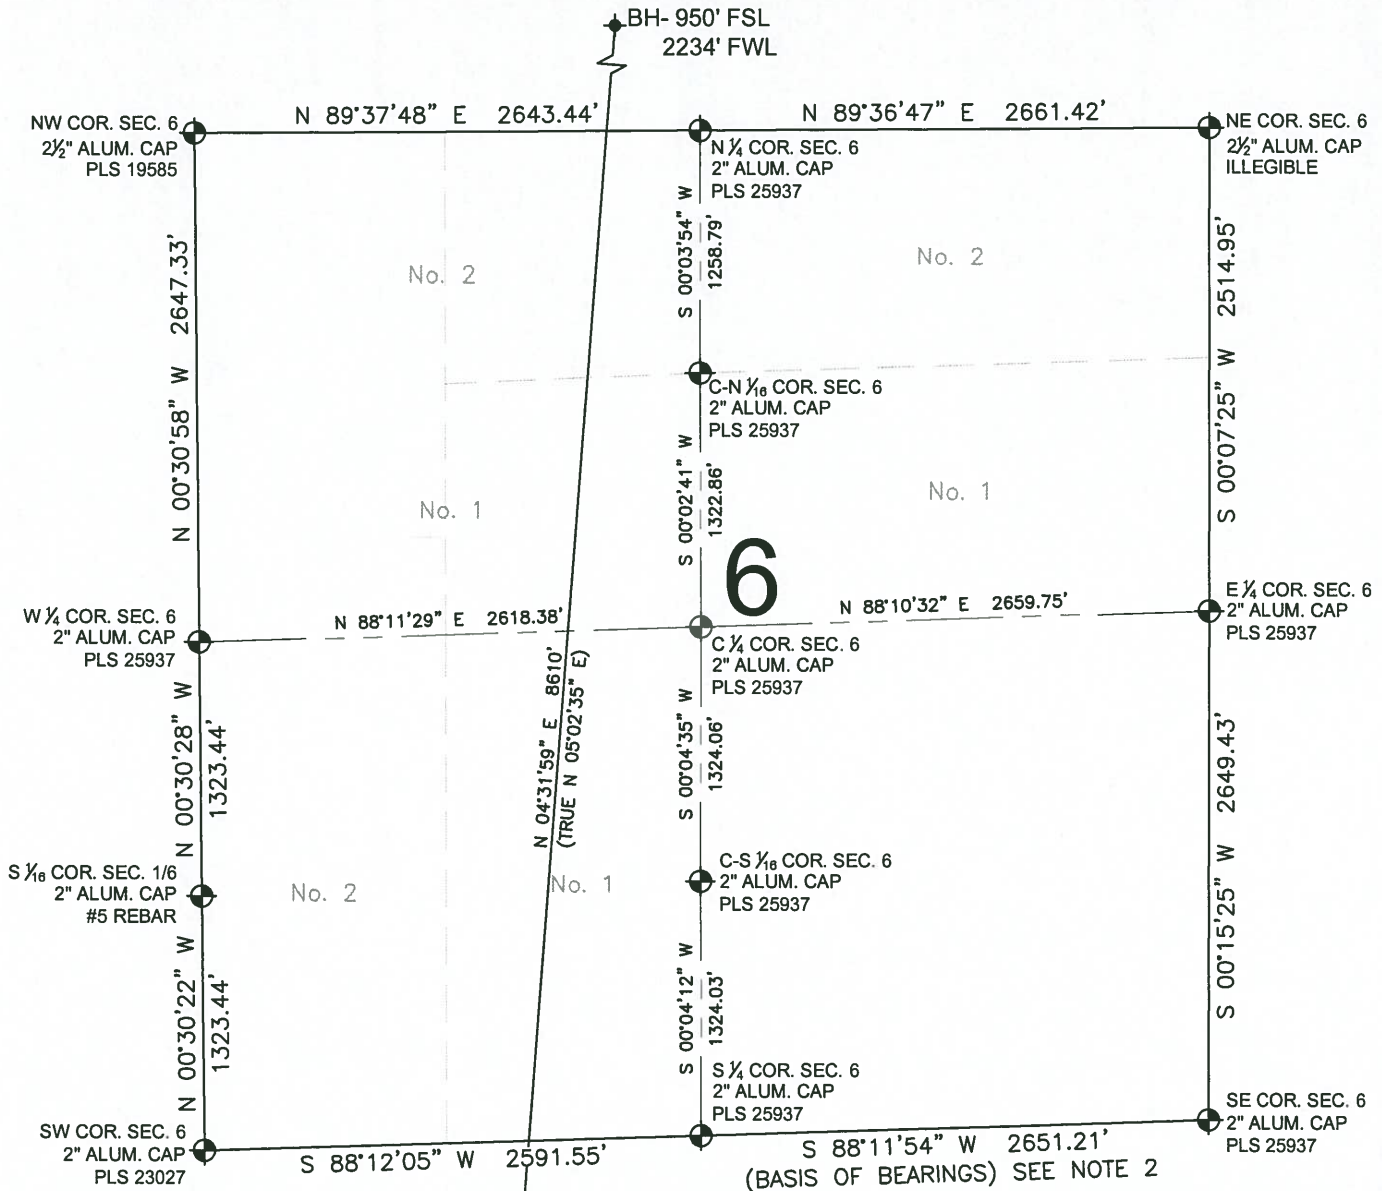 BH- 950' FSL
2234' FWL
N 89°37'48" E 2643.44'
N 89°36'47" E 2661.42'
NW COR. SEC. 6
2½" ALUM. CAP
PLS 19585
N ¼ COR. SEC. 6
2" ALUM. CAP
PLS 25937
NE COR. SEC. 6
2½" ALUM. CAP
ILLEGIBLE
N 00°30'58" W 2647.33'
No. 2
S 00°03'54" W
1258.79'
No. 2
S 00°07'25" W 2514.95'
C-N 1⁄16 COR. SEC. 6
2" ALUM. CAP
PLS 25937
No. 1
S 00°02'41" W
1322.86'
No. 1
6
W ¼ COR. SEC. 6
2" ALUM. CAP
PLS 25937
N 88°11'29" E 2618.38'
N 88°10'32" E 2659.75'
E ¼ COR. SEC. 6
2" ALUM. CAP
PLS 25937
C ¼ COR. SEC. 6
2" ALUM. CAP
PLS 25937
N 00°30'28" W
1323.44'
N 04°31'59" E 8610'
(TRUE N 05°02'35" E)
S 00°04'35" W
1324.06'
S 00°15'25" W 2649.43'
S 1⁄16 COR. SEC. 1/6
2" ALUM. CAP
#5 REBAR
No. 2
No. 1
C-S 1⁄16 COR. SEC. 6
2" ALUM. CAP
PLS 25937
N 00°30'22" W
1323.44'
S 00°04'12" W
1324.03'
S ¼ COR. SEC. 6
2" ALUM. CAP
PLS 25937
SW COR. SEC. 6
2" ALUM. CAP
PLS 23027
S 88°12'05" W 2591.55'
S 88°11'54" W 2651.21'
(BASIS OF BEARINGS) SEE NOTE 2
SE COR. SEC. 6
2" ALUM. CAP
PLS 25937